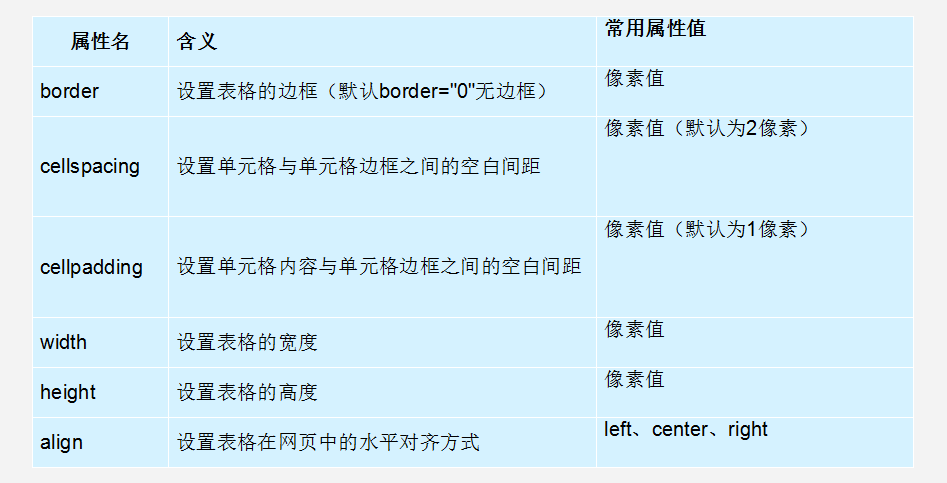 属性名 含义 常用属性值
border 设置表格的边框（默认border="0"无边框） 像素值
cellspacing 设置单元格与单元格边框之间的空白间距 像素值（默认为2像素）
cellpadding 设置单元格内容与单元格边框之间的空白间距 像素值（默认为1像素）
width 设置表格的宽度 像素值
height 设置表格的高度 像素值
align 设置表格在网页中的水平对齐方式 left、center、right